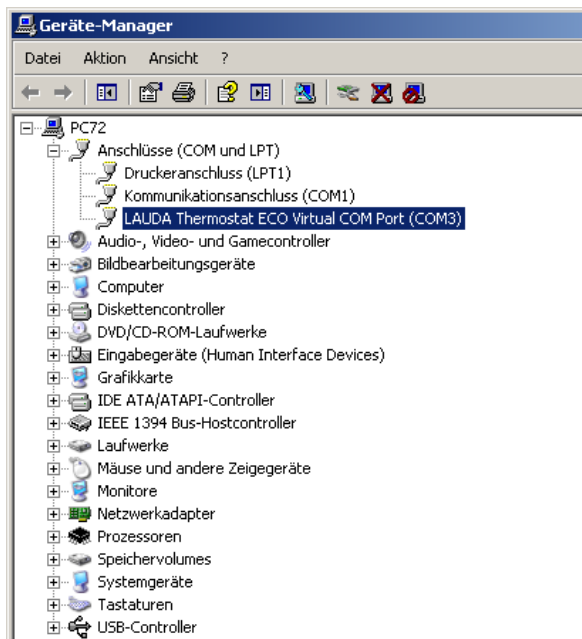 Geräte-Manager
Datei Aktion Ansicht ?
PC72
Anschlüsse (COM und LPT)
Druckeranschluss (LPT1)
Kommunikationsanschluss (COM1)
LAUDA Thermostat ECO Virtual COM Port (COM3)
Audio-, Video- und Gamecontroller
Bildbearbeitungsgeräte
Computer
Diskettencontroller
DVD/CD-ROM-Laufwerke
Eingabegeräte (Human Interface Devices)
Grafikkarte
IDE ATA/ATAPI-Controller
IEEE 1394 Bus-Hostcontroller
Laufwerke
Mäuse und andere Zeigegeräte
Monitore
Netzwerkadapter
Prozessoren
Speichervolumes
Systemgeräte
Tastaturen
USB-Controller